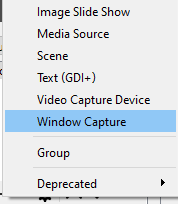 Image Slide Show
Media Source
Scene
Text (GDI+)
Video Capture Device
Window Capture
Group
Deprecated